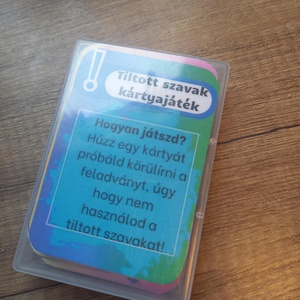 Tiltott szavak
kártyajáték
Hogyan játszd?
Húzz egy kártyát
próbáld körülírni a
feladványt, úgy
hogy nem
használod a
tiltott szavakat!